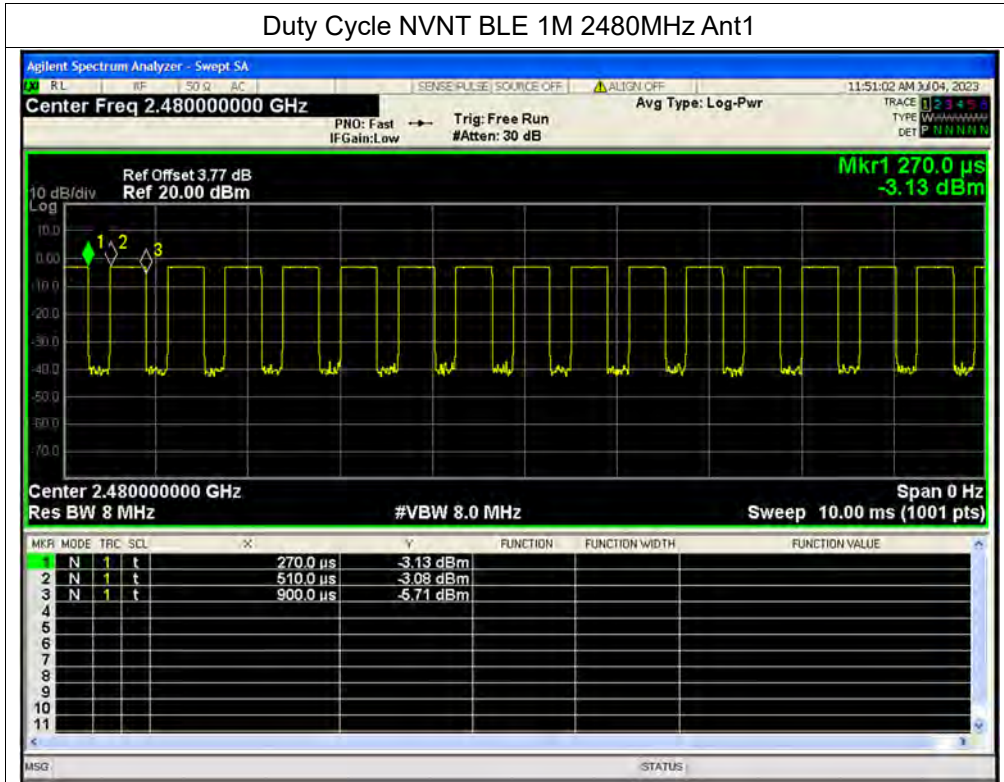 Duty Cycle NVNT BLE 1M 2480MHz Ant1
Agilent Spectrum Analyzer - Swept SA
LXI RL RF 50 Ω AC SENSE:PULSE SOURCE OFF ALIGN OFF 11:51:02 AM Jul 04, 2023
Center Freq 2.480000000 GHz Avg Type: Log-Pwr TRACE 1 2 3 4 5 6
PNO: Fast Trig: Free Run TYPE W
IFGain:Low #Atten: 30 dB DET P N N N N N
Mkr1 270.0 µs
Ref Offset 3.77 dB
10 dB/div Ref 20.00 dBm -3.13 dBm
Log
10.0
1 2 3
0.00
-10.0
-20.0
-30.0
-40.0
-50.0
-60.0
-70.0
Center 2.480000000 GHz Span 0 Hz
Res BW 8 MHz #VBW 8.0 MHz Sweep 10.00 ms (1001 pts)
MKR MODE TRC SCL X Y FUNCTION FUNCTION WIDTH FUNCTION VALUE
1 N 1 t 270.0 µs -3.13 dBm
2 N 1 t 510.0 µs -3.08 dBm
3 N 1 t 900.0 µs -5.71 dBm
4
5
6
7
8
9
10
11
MSG STATUS